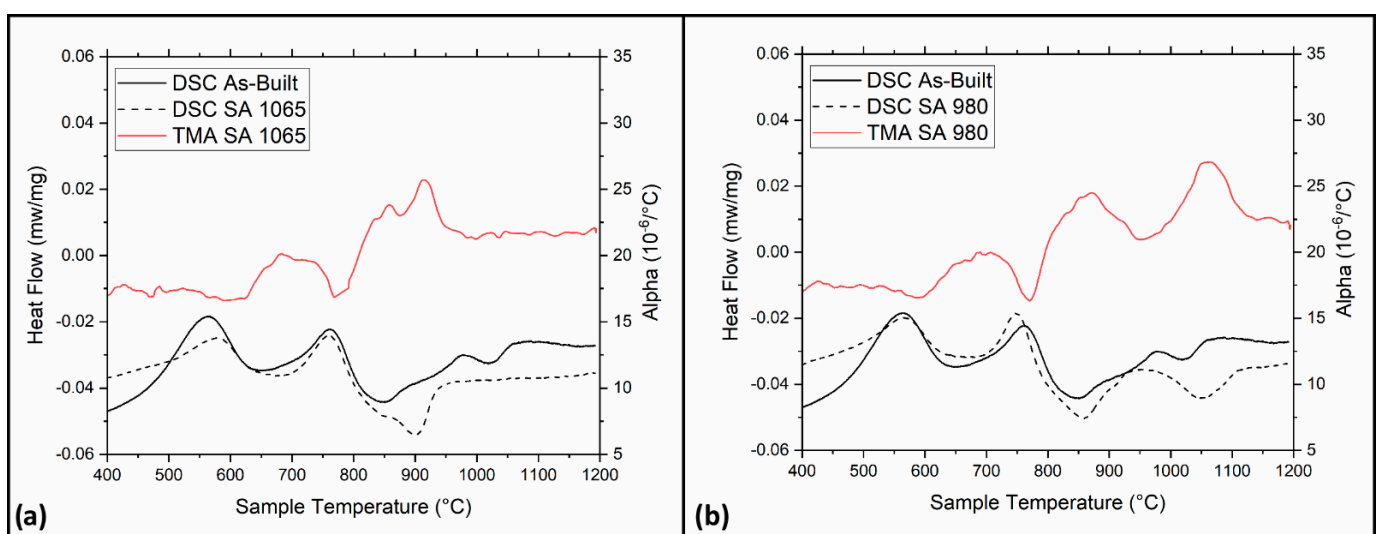 DSC As-Built
DSC SA 1065
TMA SA 1065
Heat Flow (mw/mg)
0.06
0.04
0.02
0.00
-0.02
-0.04
-0.06
35
30
25
20
15
10
5
Alpha (10⁻⁶/°C)
400 500 600 700 800 900 1000 1100 1200
Sample Temperature (°C)
(a)
DSC As-Built
DSC SA 980
TMA SA 980
Heat Flow (mw/mg)
0.06
0.04
0.02
0.00
-0.02
-0.04
-0.06
35
30
25
20
15
10
5
Alpha (10⁻⁶/°C)
400 500 600 700 800 900 1000 1100 1200
Sample Temperature (°C)
(b)